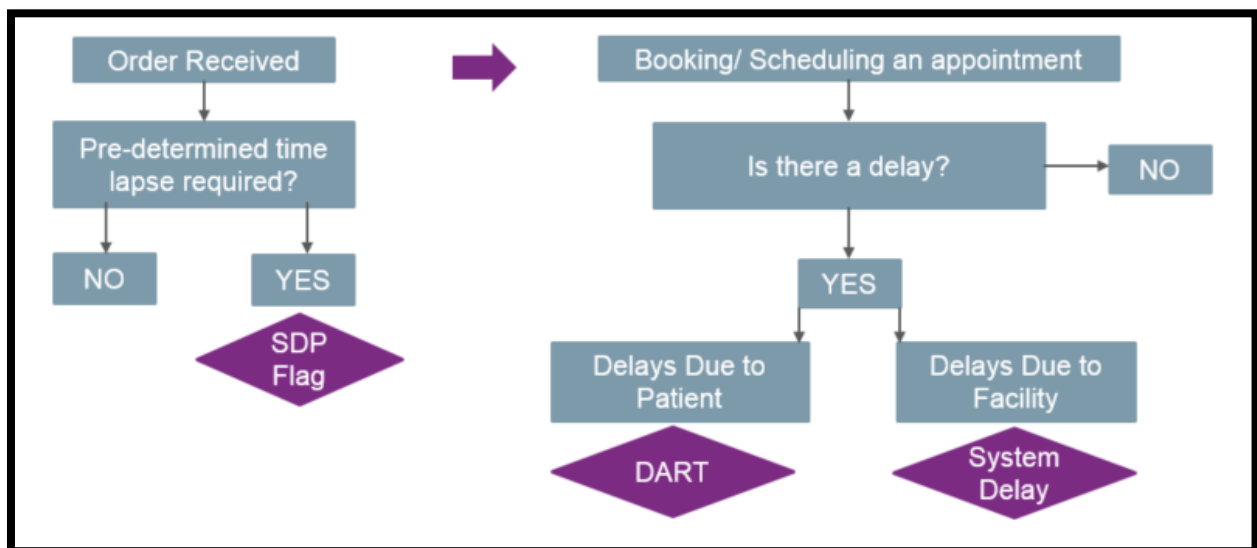 Order Received
Pre-determined time
lapse required?
NO
YES
SDP
Flag
Booking/ Scheduling an appointment
Is there a delay?
NO
YES
Delays Due to
Patient
DART
Delays Due to
Facility
System
Delay